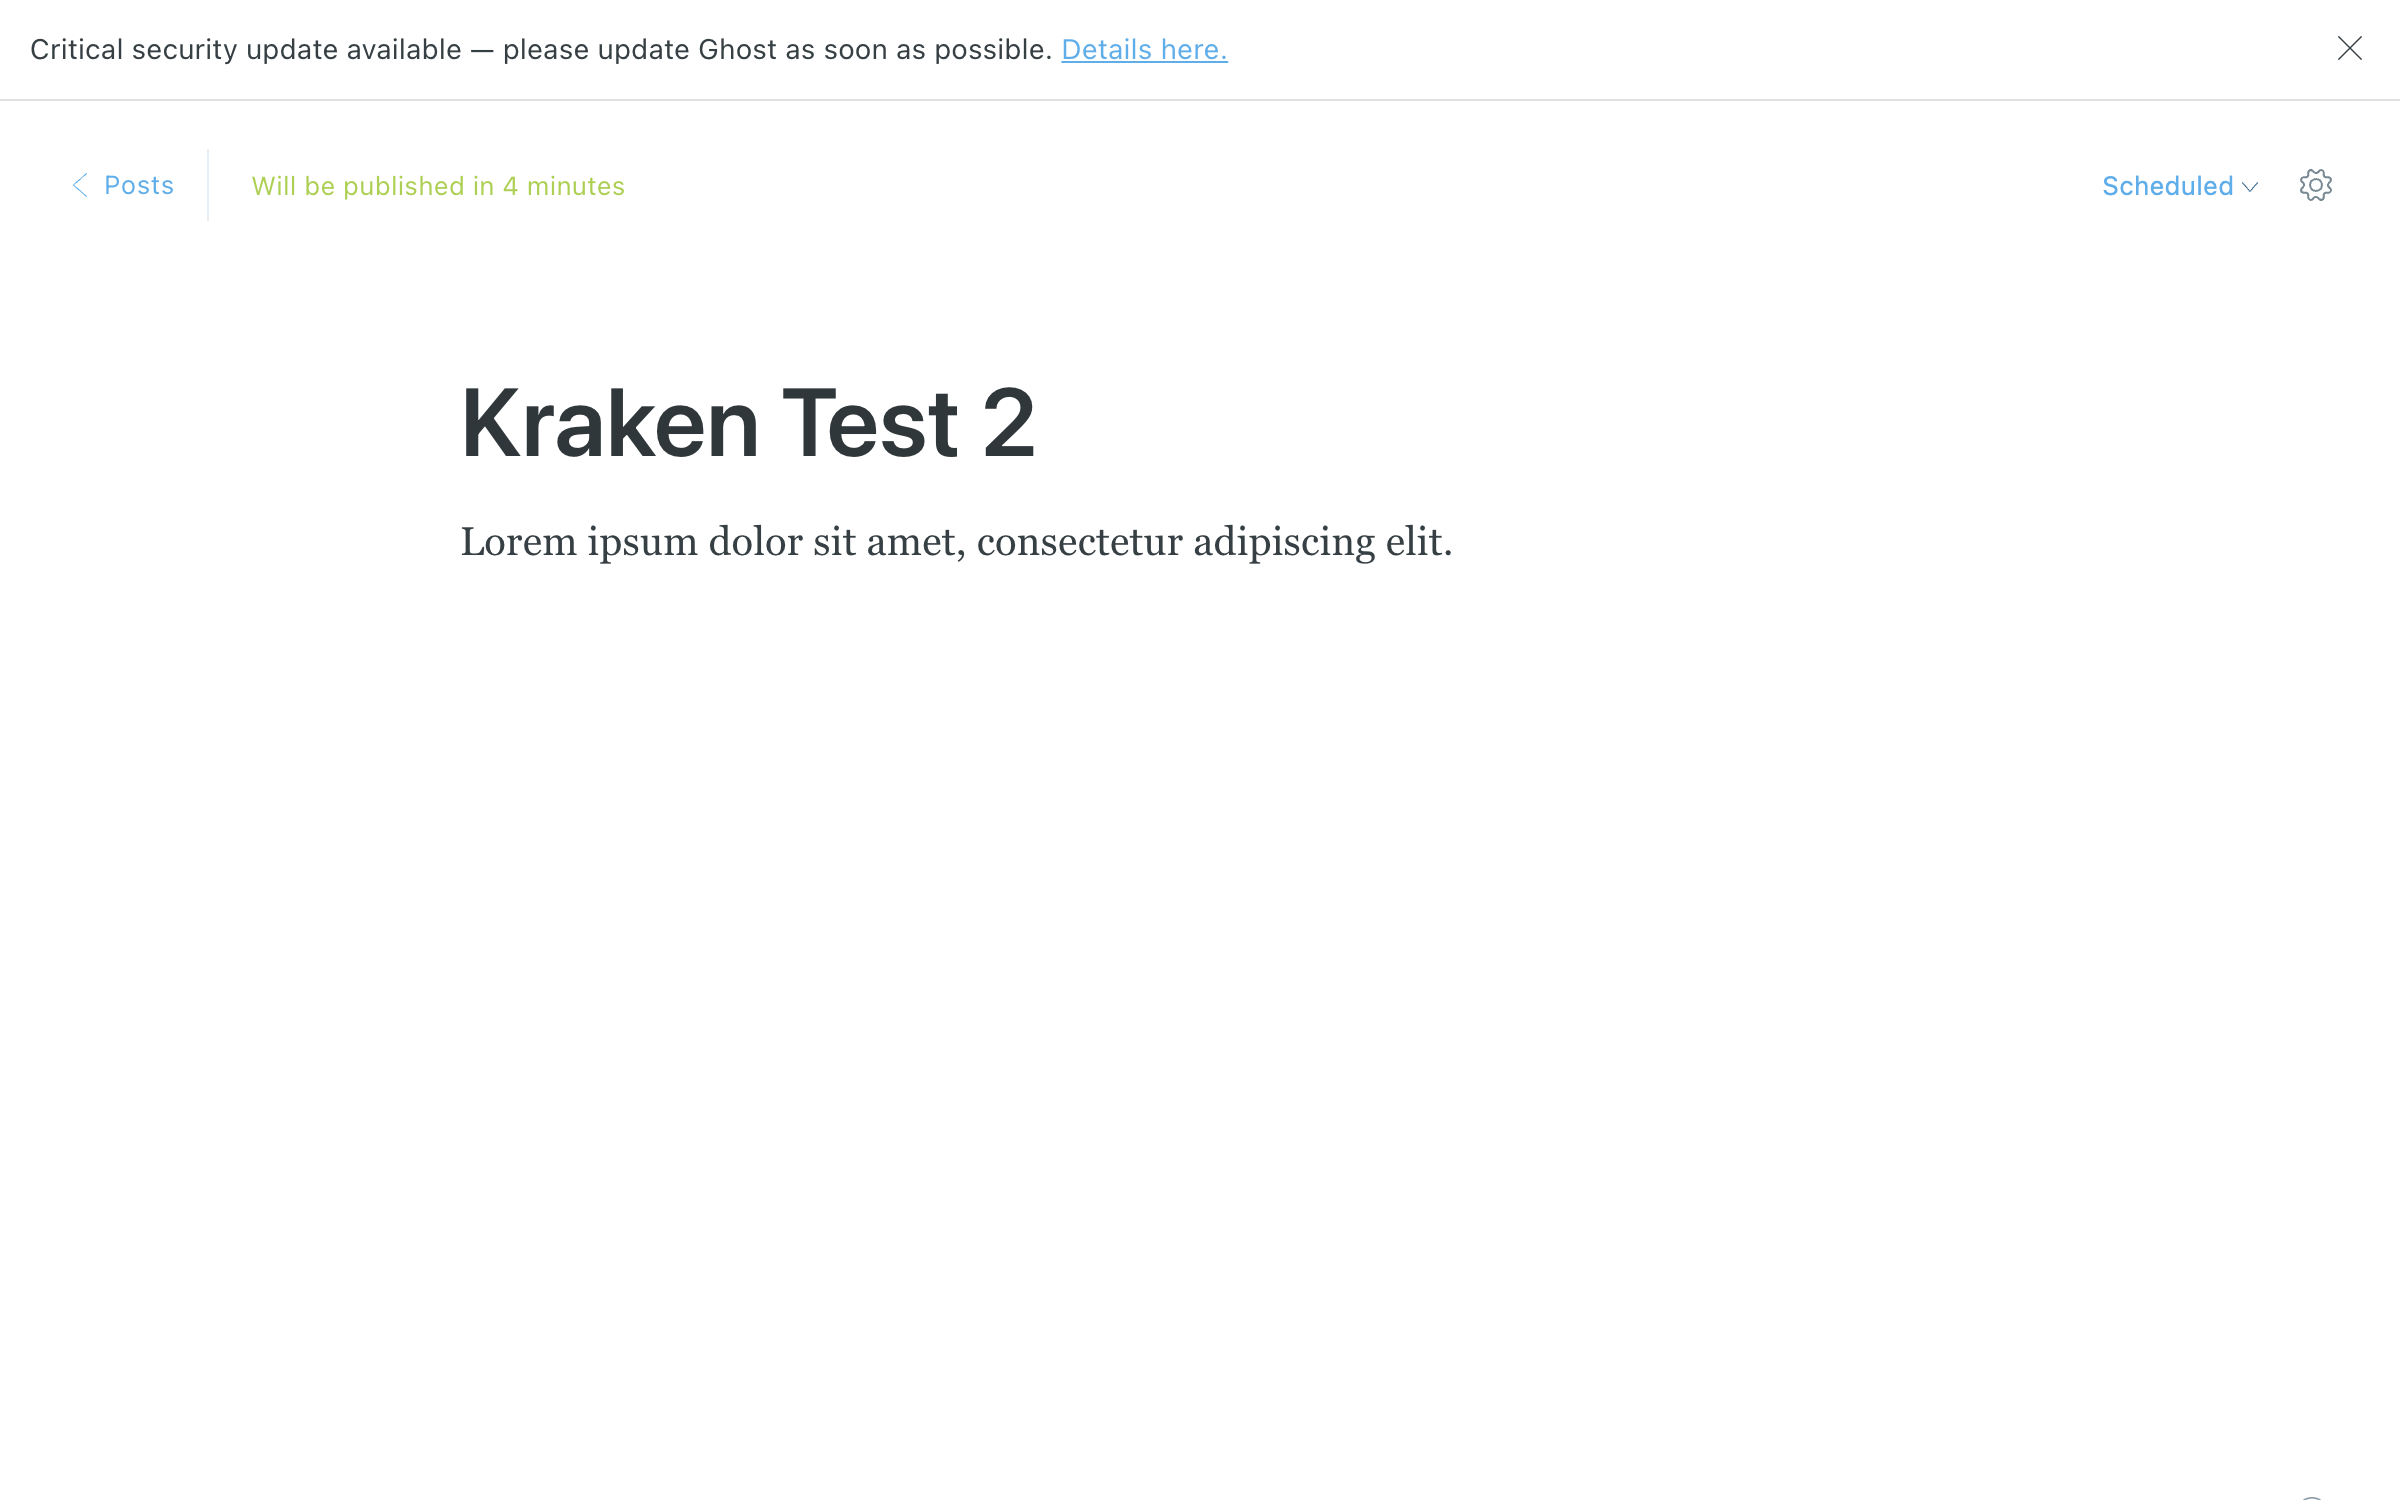 Critical security update available — please update Ghost as soon as possible. Details here.
Posts
Will be published in 4 minutes
Scheduled
Kraken Test 2
Lorem ipsum dolor sit amet, consectetur adipiscing elit.